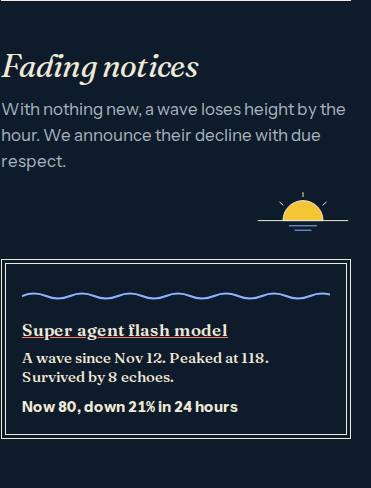 Fading notices
With nothing new, a wave loses height by the
hour. We announce their decline with due
respect.
Super agent flash model
A wave since Nov 12. Peaked at 118.
Survived by 8 echoes.
Now 80, down 21% in 24 hours